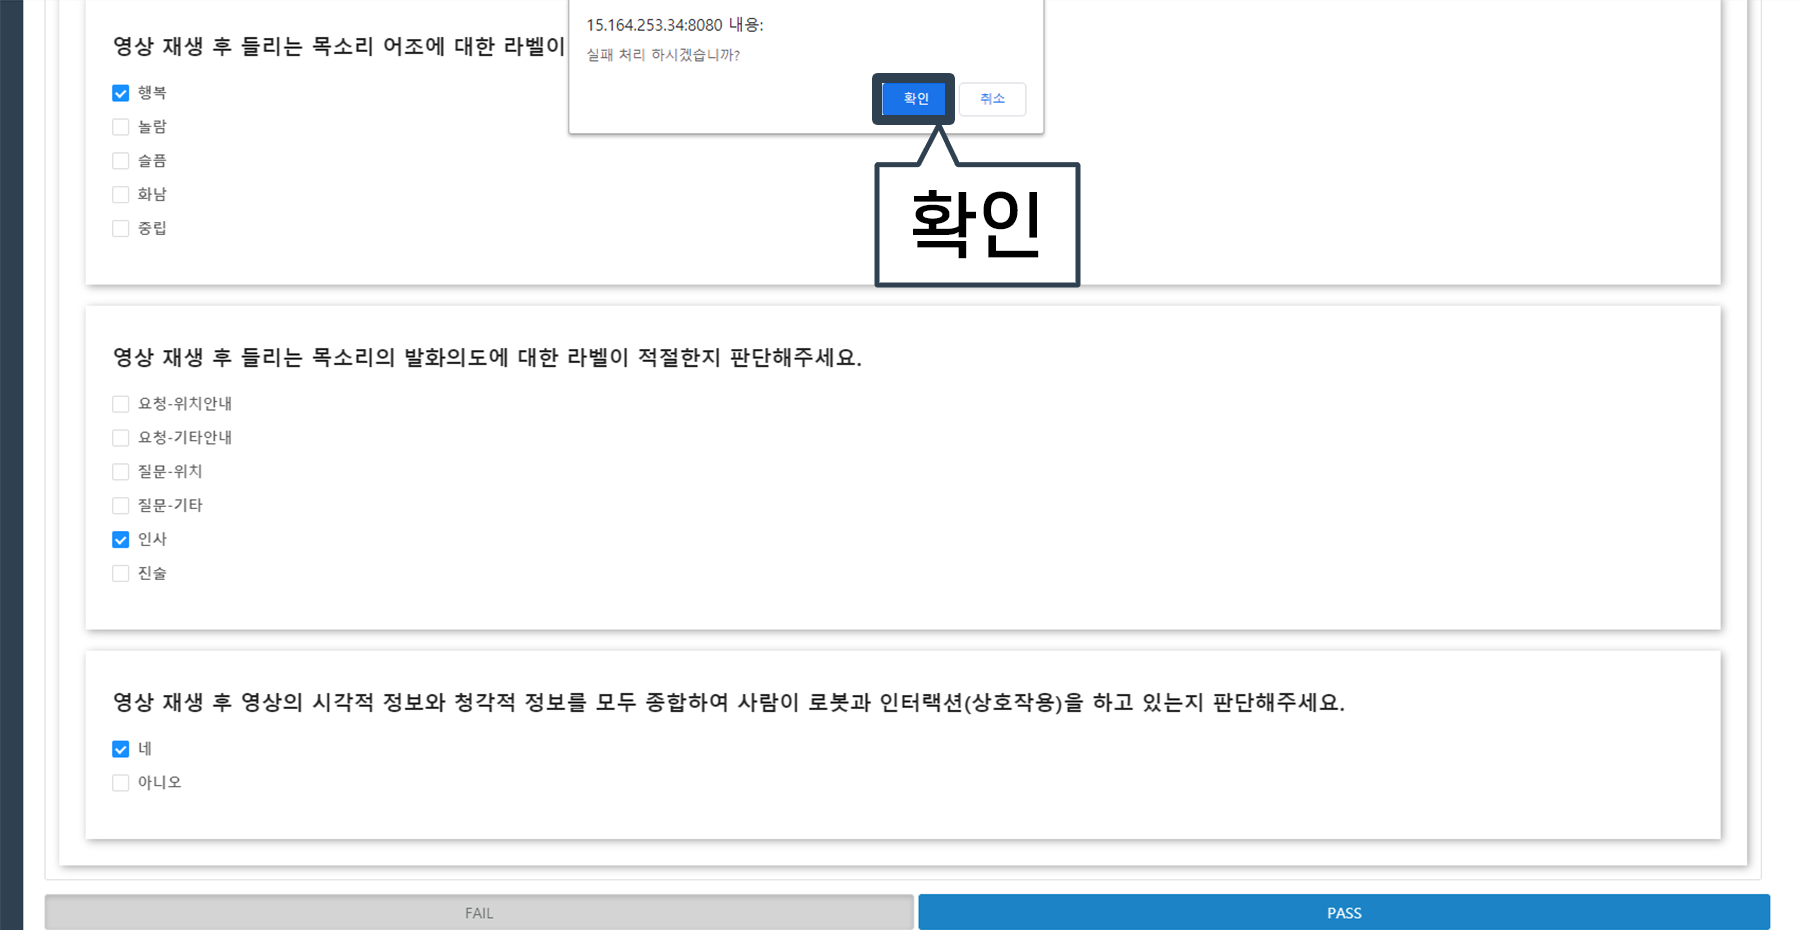 15.164.253.34:8080 내용:
실패 처리 하시겠습니까?
확인 취소
확인
영상 재생 후 들리는 목소리 어조에 대한 라벨이
행복
놀람
슬픔
화남
중립
영상 재생 후 들리는 목소리의 발화의도에 대한 라벨이 적절한지 판단해주세요.
요청-위치안내
요청-기타안내
질문-위치
질문-기타
인사
진술
영상 재생 후 영상의 시각적 정보와 청각적 정보를 모두 종합하여 사람이 로봇과 인터랙션(상호작용)을 하고 있는지 판단해주세요.
네
아니오
FAIL PASS